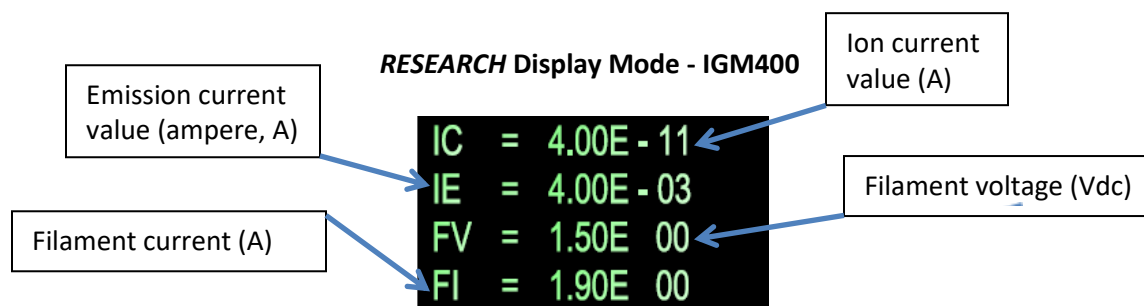 RESEARCH Display Mode - IGM400
Ion current
value (A)
Emission current
value (ampere, A)
IC = 4.00E - 11
IE = 4.00E - 03
FV = 1.50E 00
FI = 1.90E 00
Filament voltage (Vdc)
Filament current (A)